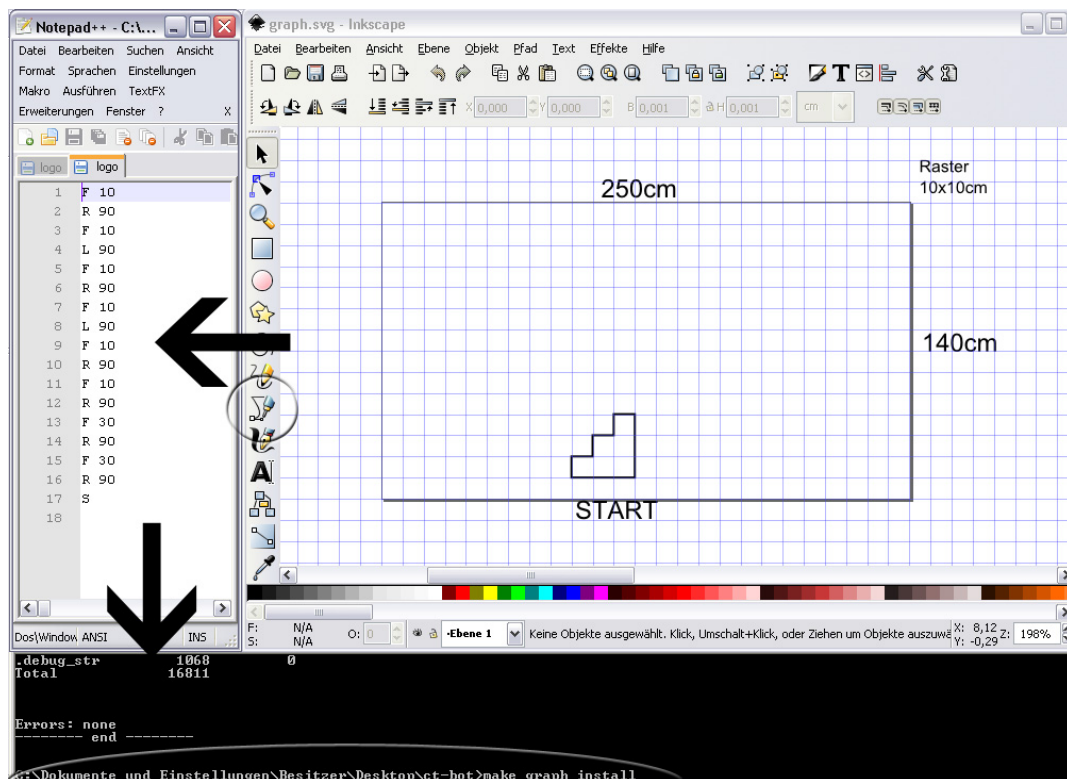 Notepad++ - C:\...
Datei Bearbeiten Suchen Ansicht
Format Sprachen Einstellungen
Makro Ausführen TextFX
Erweiterungen Fenster ? X
logo logo
1 F 10
2 R 90
3 F 10
4 L 90
5 F 10
6 R 90
7 F 10
8 L 90
9 F 10
10 R 90
11 F 10
12 R 90
13 F 30
14 R 90
15 F 30
16 R 90
17 S
18
Dos\Window ANSI INS
graph.svg - Inkscape
Datei Bearbeiten Ansicht Ebene Objekt Pfad Text Effekte Hilfe
X 0,000 Y 0,000 B 0,001 H 0,001 cm
Raster
10x10cm
250cm
140cm
START
F: N/A
S: N/A
O: 0
·Ebene 1
Keine Objekte ausgewählt. Klick, Umschalt+Klick, oder Ziehen um Objekte auszuwä
X: 8,12
Y: -0,29
Z: 198%
.debug_str 1068 0
Total 16811
Errors: none
-------- end --------
C:\Dokumente und Einstellungen\Besitzer\Desktop\ct-bot>make graph install